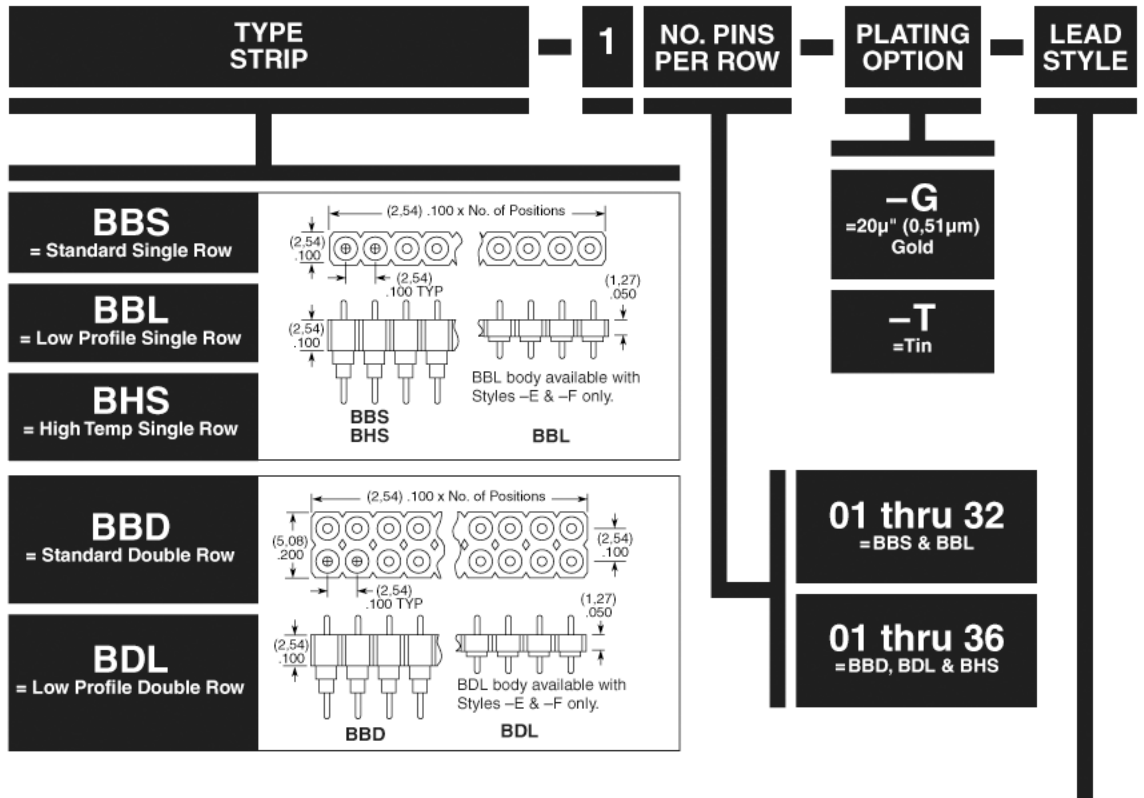 TYPE
STRIP
1
NO. PINS
PER ROW
PLATING
OPTION
LEAD
STYLE
–G
=20µ" (0,51µm)
Gold
–T
=Tin
BBS
= Standard Single Row
BBL
= Low Profile Single Row
BHS
= High Temp Single Row
(2,54) .100 x No. of Positions
(2,54)
.100
(2,54)
.100 TYP
(1,27)
.050
(2,54)
.100
BBL body available with
Styles –E & –F only.
BBS
BHS
BBL
BBD
= Standard Double Row
BDL
= Low Profile Double Row
(2,54) .100 x No. of Positions
(5,08)
.200
(2,54)
.100
(2,54)
.100 TYP
(1,27)
.050
(2,54)
.100
BDL body available with
Styles –E & –F only.
BBD
BDL
01 thru 32
=BBS & BBL
01 thru 36
=BBD, BDL & BHS